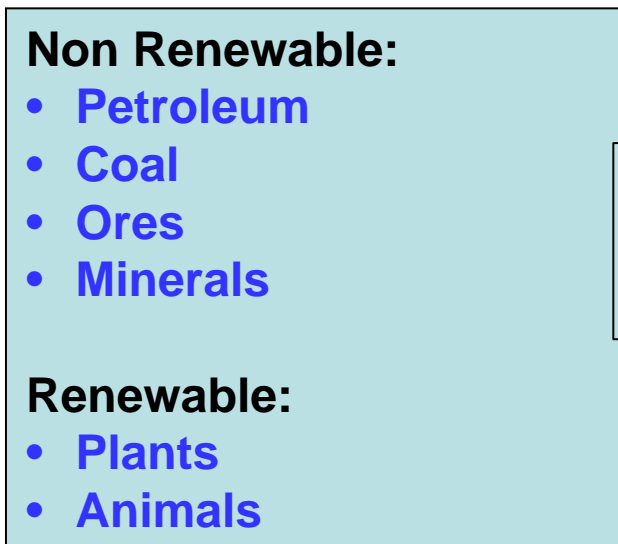 Non Renewable:
• Petroleum
• Coal
• Ores
• Minerals
Renewable:
• Plants
• Animals